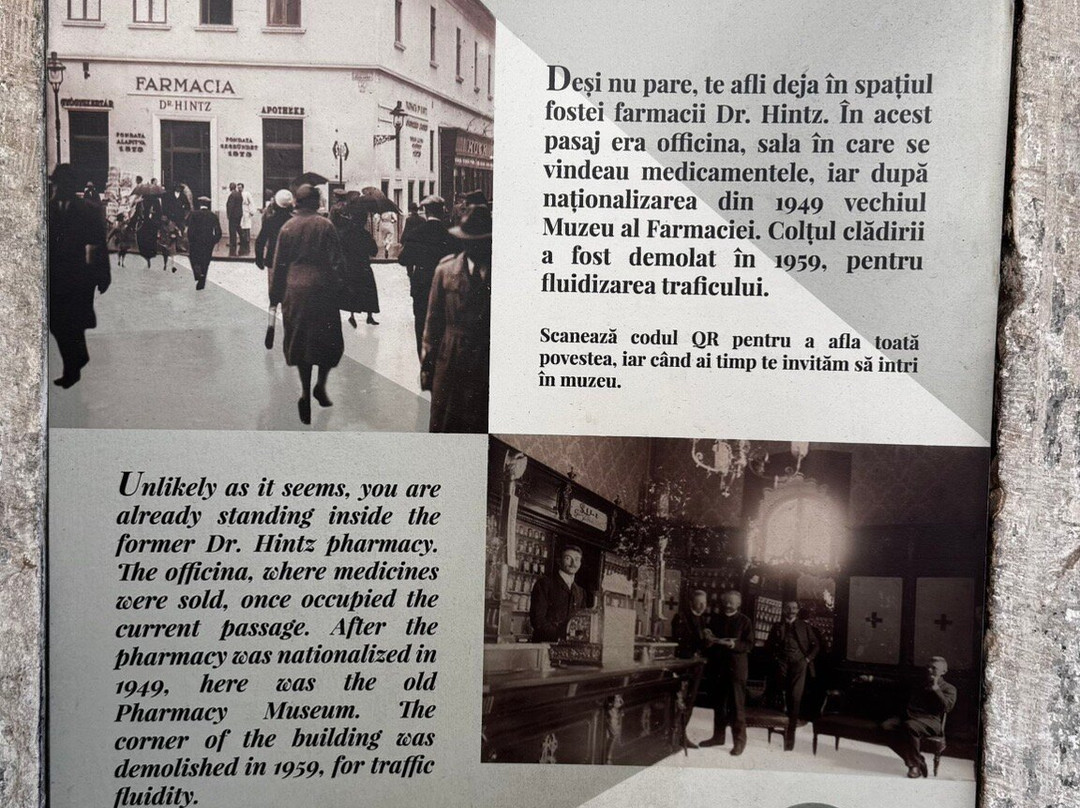 FARMACIA
DR HINTZ
APOTHEKE
FONDATA
1873
FONDATA
GEGRÜNDET
1873
Deși nu pare, te afli deja în spațiul
fostei farmacii Dr. Hintz. În acest
pasaj era officina, sala în care se
vindeau medicamentele, iar după
naționalizarea din 1949 vechiul
Muzeu al Farmaciei. Colțul clădirii
a fost demolat în 1959, pentru
fluidizarea traficului.
Scanează codul QR pentru a afla toată
povestea, iar când ai timp te invităm să intri
în muzeu.
Unlikely as it seems, you are
already standing inside the
former Dr. Hintz pharmacy.
The officina, where medicines
were sold, once occupied the
current passage. After the
pharmacy was nationalized in
1949, here was the old
Pharmacy Museum. The
corner of the building was
demolished in 1959, for traffic
fluidity.